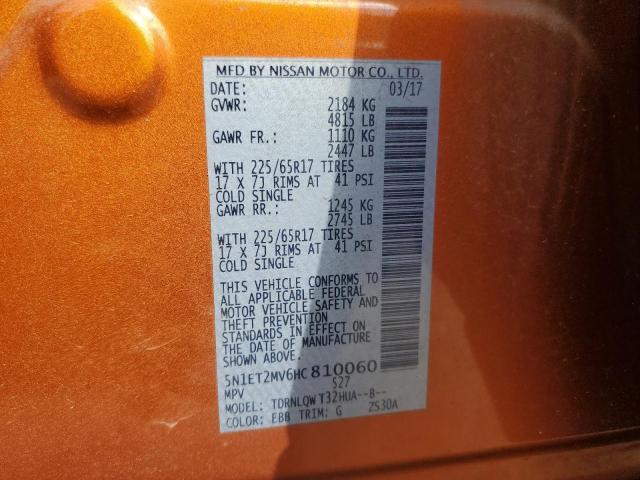 MFD BY NISSAN MOTOR CO., LTD.
DATE: 03/17
GVWR: 2184 KG
4815 LB
GAWR FR.: 1110 KG
2447 LB
WITH 225/65R17 TIRES
17 X 7J RIMS AT 41 PSI
COLD SINGLE
GAWR RR.: 1245 KG
2745 LB
WITH 225/65R17 TIRES
17 X 7J RIMS AT 41 PSI
COLD SINGLE
THIS VEHICLE CONFORMS TO
ALL APPLICABLE FEDERAL
MOTOR VEHICLE SAFETY AND
THEFT PREVENTION
STANDARDS IN EFFECT ON
THE DATE OF MANUFACTURE
SHOWN ABOVE.
5N1ET2MV6HC810060
MPV S27
MODEL: TDRNLQWT32HUA--B--
COLOR: EBB TRIM: G ZS30A